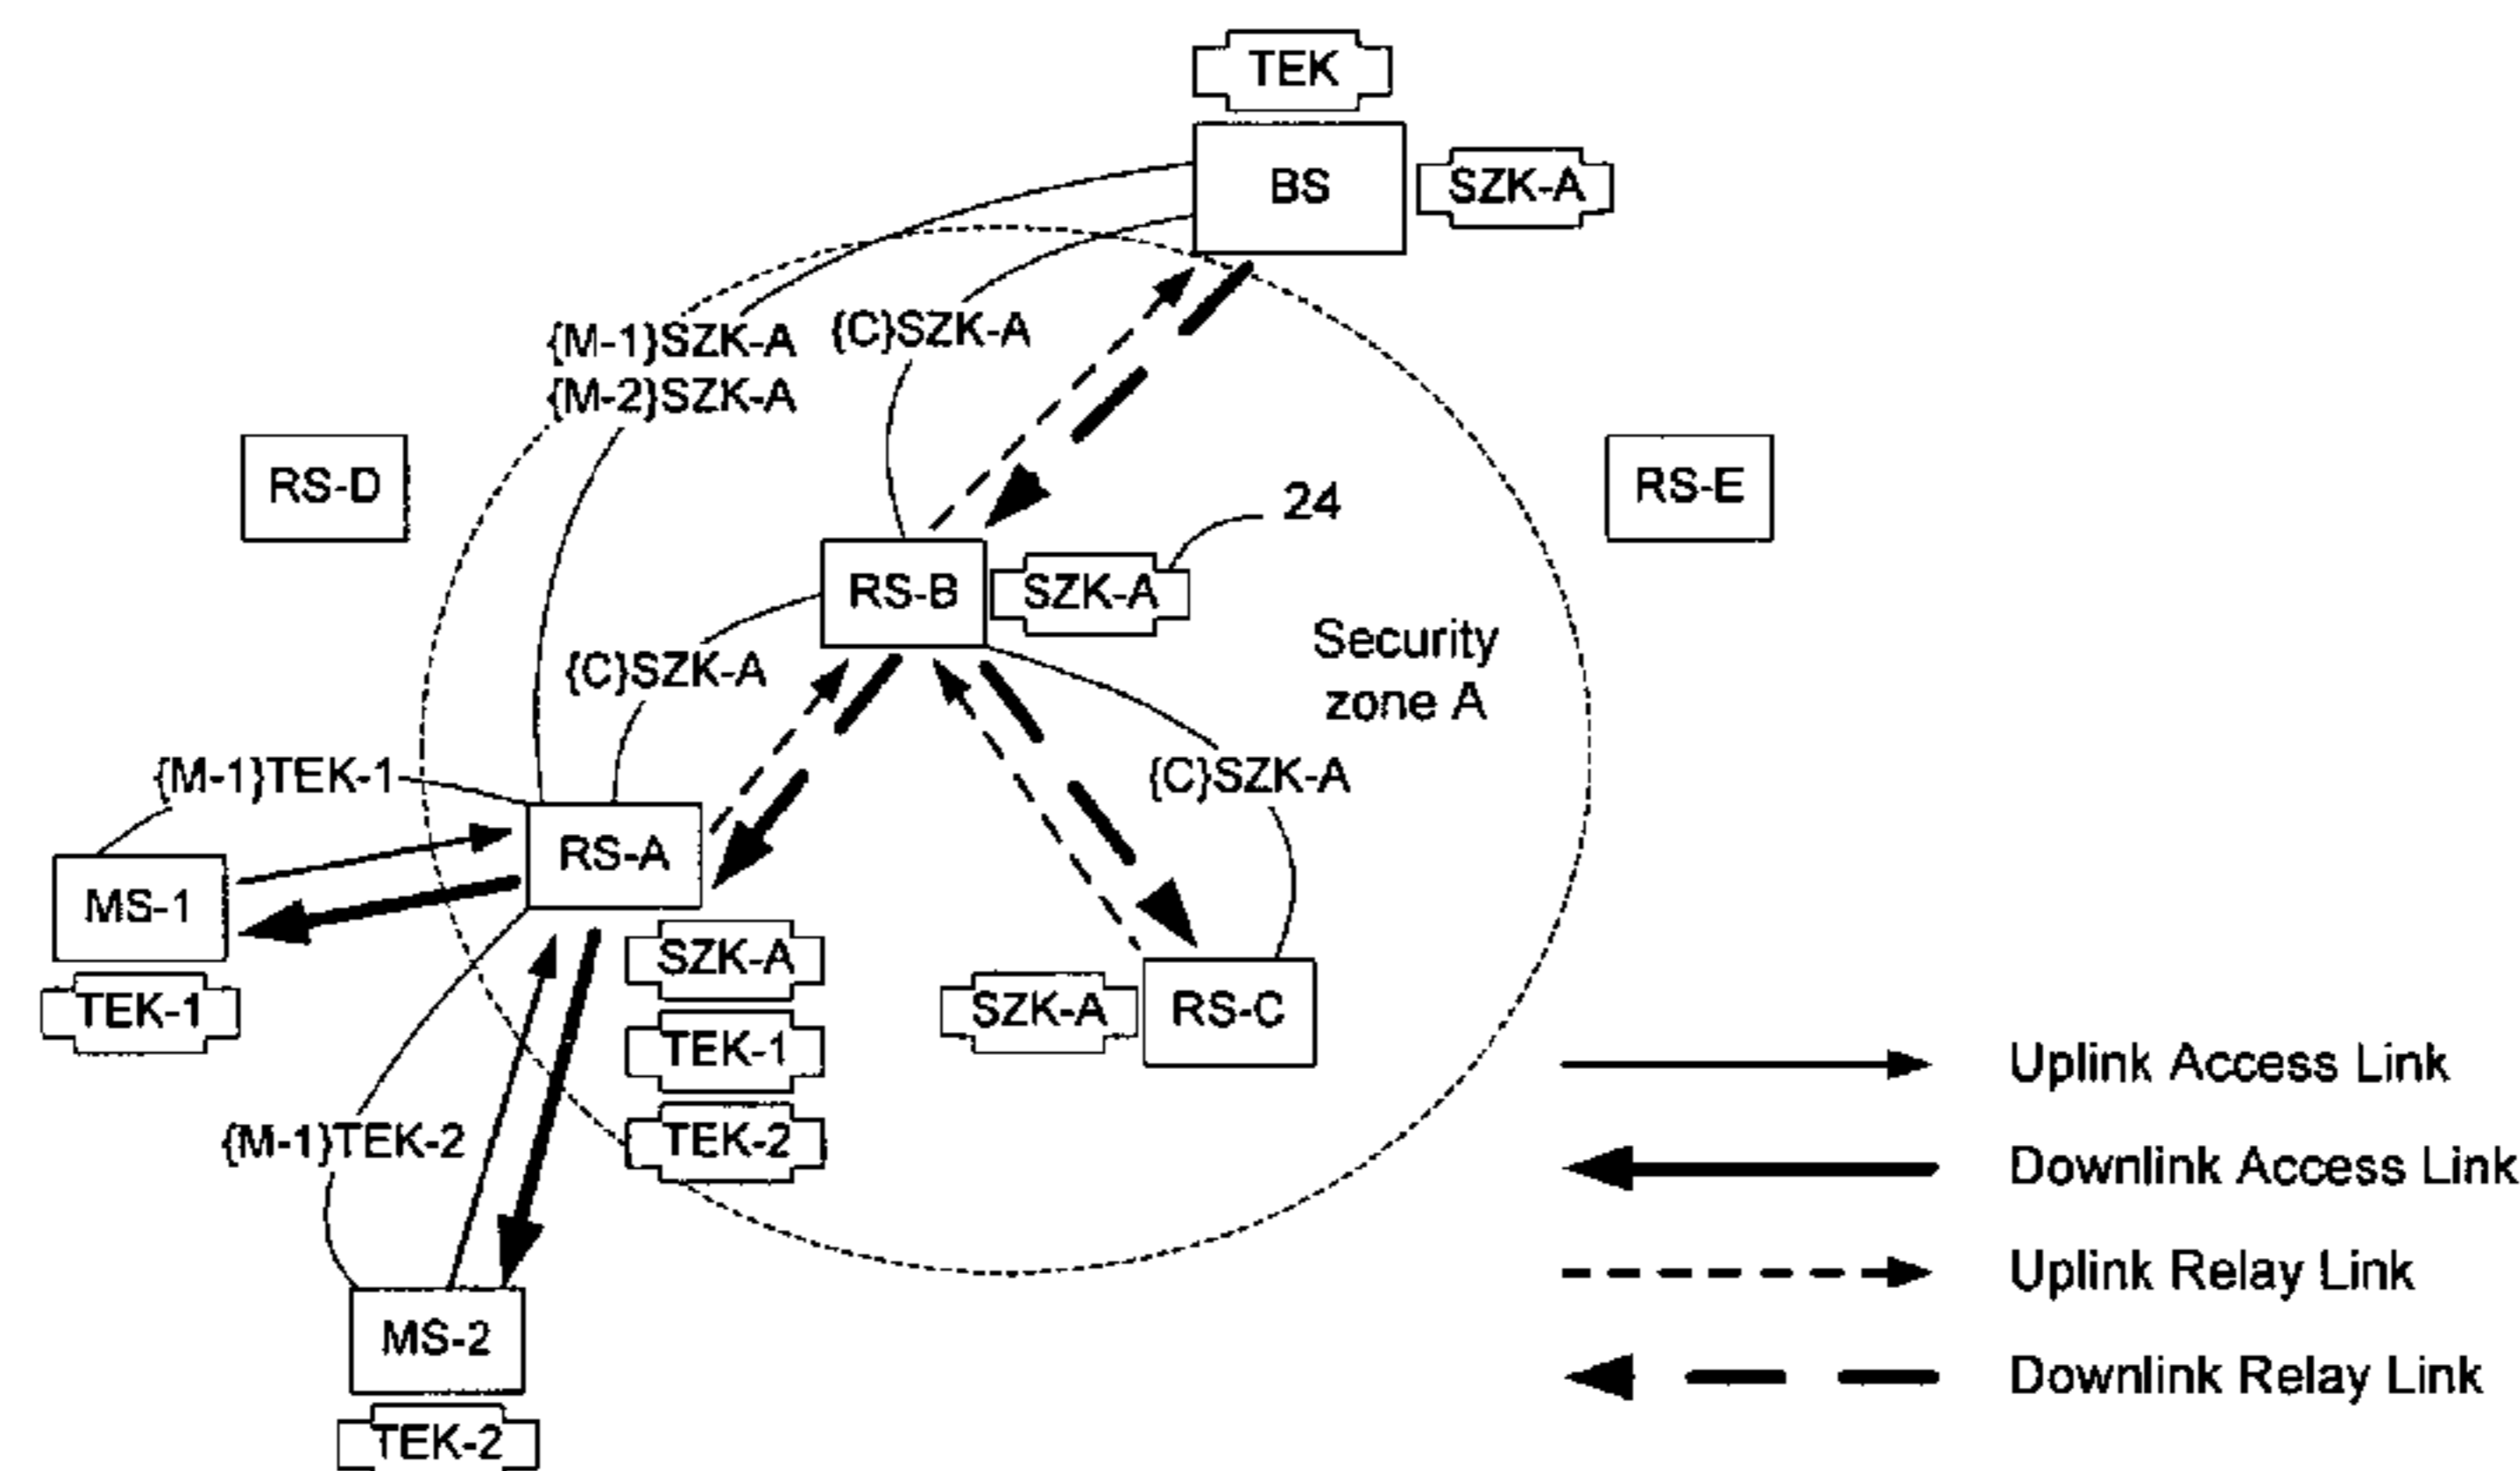 TEK
BS
SZK-A
{M-1}SZK-A
{M-2}SZK-A
{C}SZK-A
RS-D
RS-E
24
RS-B
SZK-A
Security
zone A
{C}SZK-A
{C}SZK-A
{M-1}TEK-1
RS-A
MS-1
TEK-1
SZK-A
TEK-1
TEK-2
SZK-A
RS-C
{M-1}TEK-2
MS-2
TEK-2
Uplink Access Link
Downlink Access Link
Uplink Relay Link
Downlink Relay Link